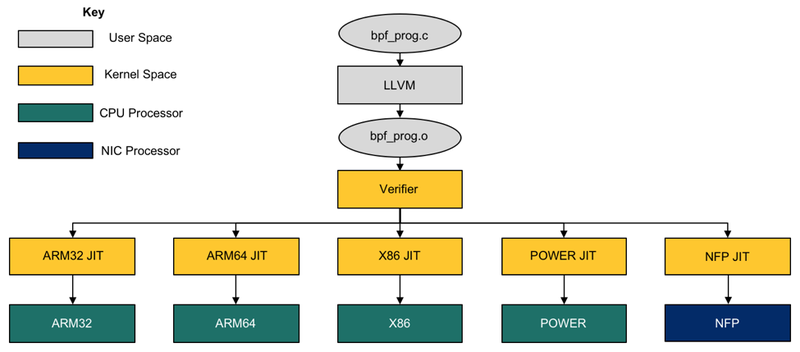 Key
User Space
Kernel Space
CPU Processor
NIC Processor
bpf_prog.c
LLVM
bpf_prog.o
Verifier
ARM32 JIT
ARM64 JIT
X86 JIT
POWER JIT
NFP JIT
ARM32
ARM64
X86
POWER
NFP